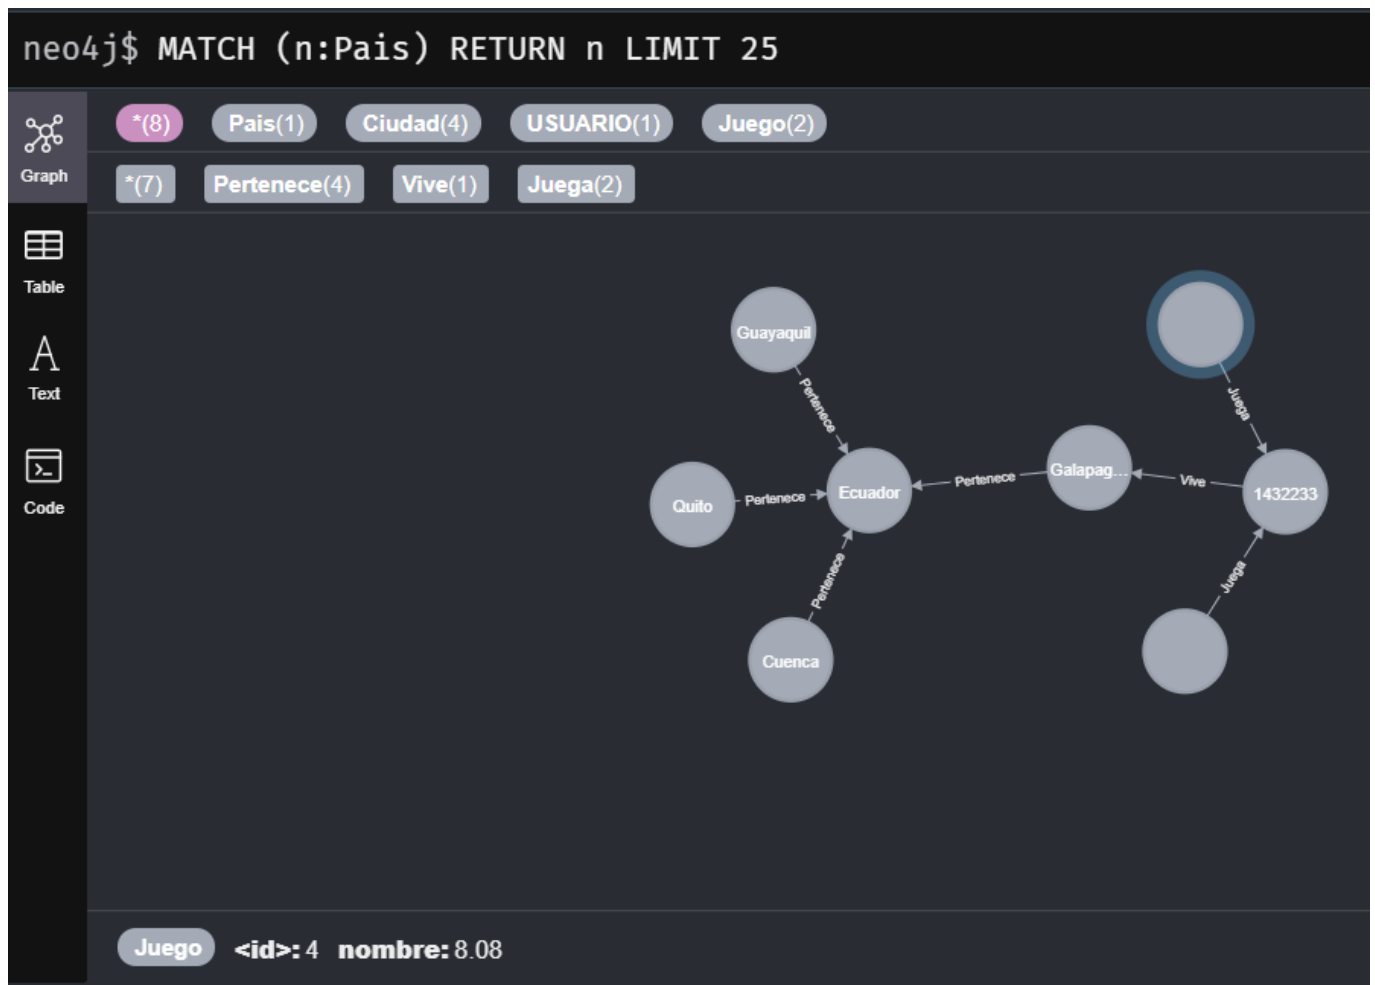 neo4j$ MATCH (n:Pais) RETURN n LIMIT 25
Graph
Table
Text
Code
*(8) Pais(1) Ciudad(4) USUARIO(1) Juego(2)
*(7) Pertenece(4) Vive(1) Juega(2)
Guayaquil
Pertenece
Juega
Quito
Pertenece
Ecuador
Pertenece
Galapag...
Vive
1432233
Pertenece
Juega
Cuenca
Juego <id>: 4 nombre: 8.08